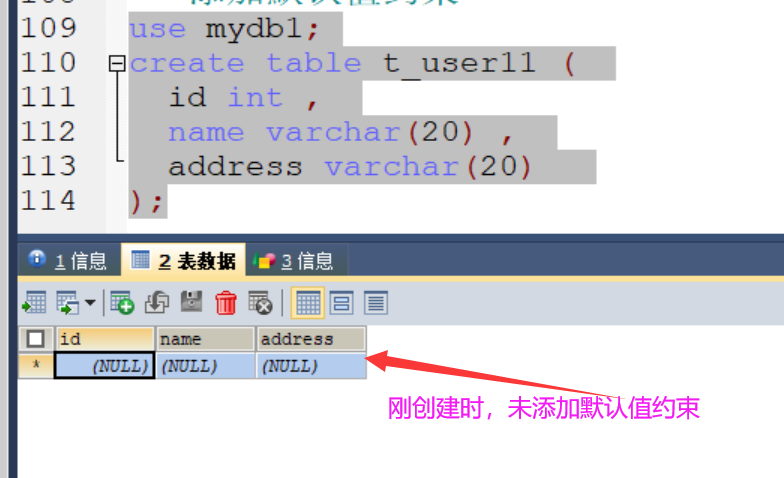 109 use mydb1;
110 create table t_user11 (
111 id int ,
112 name varchar(20) ,
113 address varchar(20)
114 );
1 信息 2 表数据 3 信息
id name address
* (NULL) (NULL) (NULL)
刚创建时，未添加默认值约束